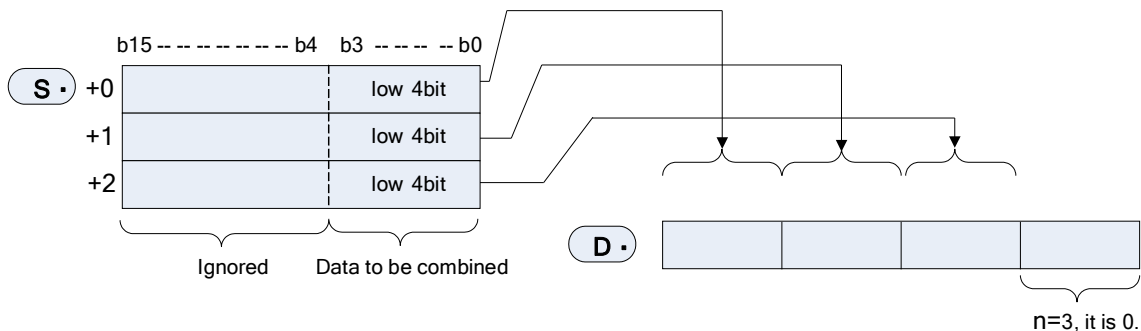 b15 -- -- -- -- -- -- -- b4 b3 -- -- -- -- b0
S · +0 low 4bit
+1 low 4bit
+2 low 4bit
D ·
Ignored Data to be combined
n=3, it is 0.